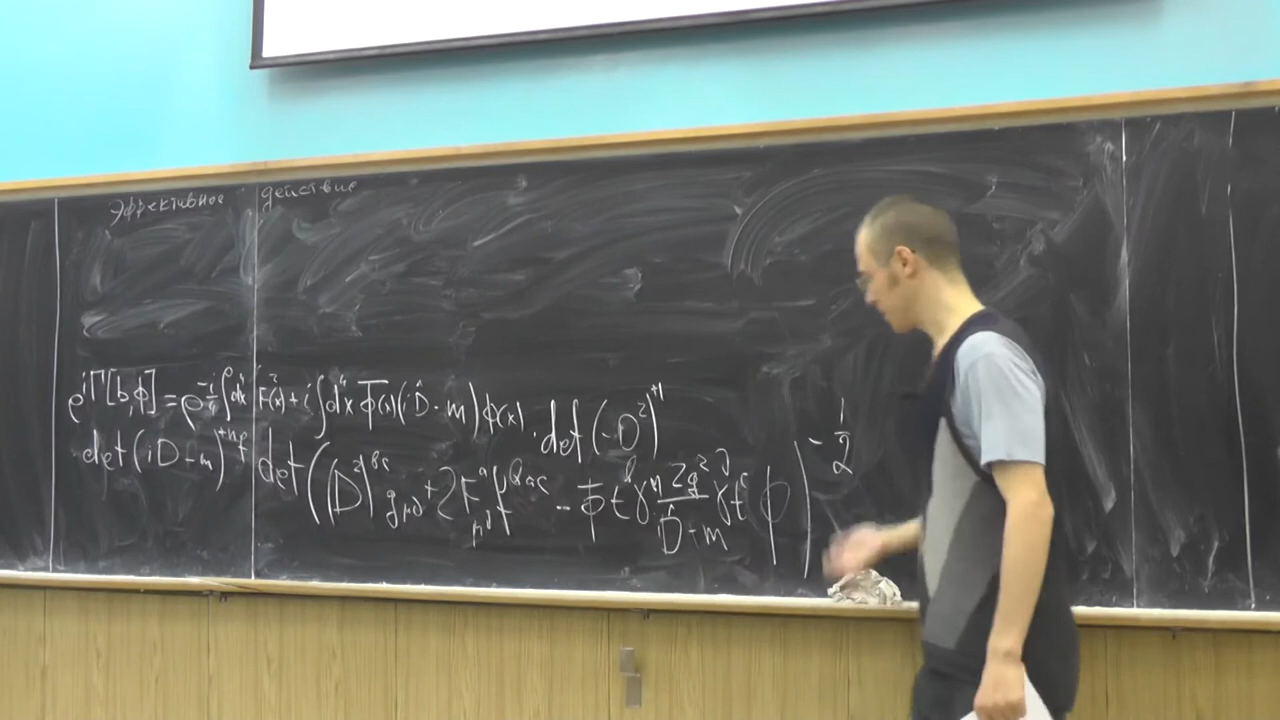 Эффективное действие
e^{iΓ[b,ϕ]} = e^{-i/4 ∫d⁴x F²(x) + i∫d⁴x ϕ̄(x)(iD̂ - m)ϕ(x)} · det(-D²)^{+1}
det(iD - m)^{+n_f} det((D²)^{bc} g_{μν} + 2F^a_{μν} f^{bac} - ϕ̄ t^b γ^μ 2g²/(D̂ - m) γ^ν t^c ϕ)^{-1/2}